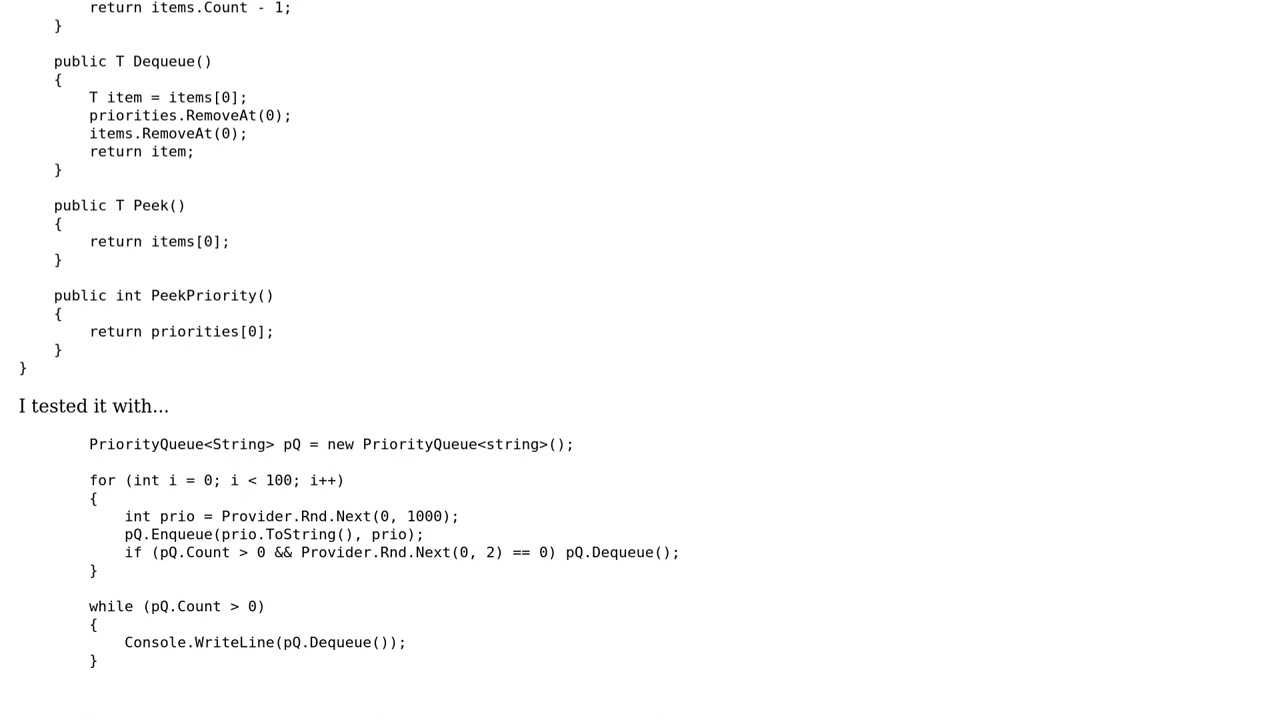 return items.Count - 1;
}
public T Dequeue()
{
T item = items[0];
priorities.RemoveAt(0);
items.RemoveAt(0);
return item;
}
public T Peek()
{
return items[0];
}
public int PeekPriority()
{
return priorities[0];
}
}
I tested it with...
PriorityQueue<String> pQ = new PriorityQueue<string>();
for (int i = 0; i < 100; i++)
{
int prio = Provider.Rnd.Next(0, 1000);
pQ.Enqueue(prio.ToString(), prio);
if (pQ.Count > 0 && Provider.Rnd.Next(0, 2) == 0) pQ.Dequeue();
}
while (pQ.Count > 0)
{
Console.WriteLine(pQ.Dequeue());
}